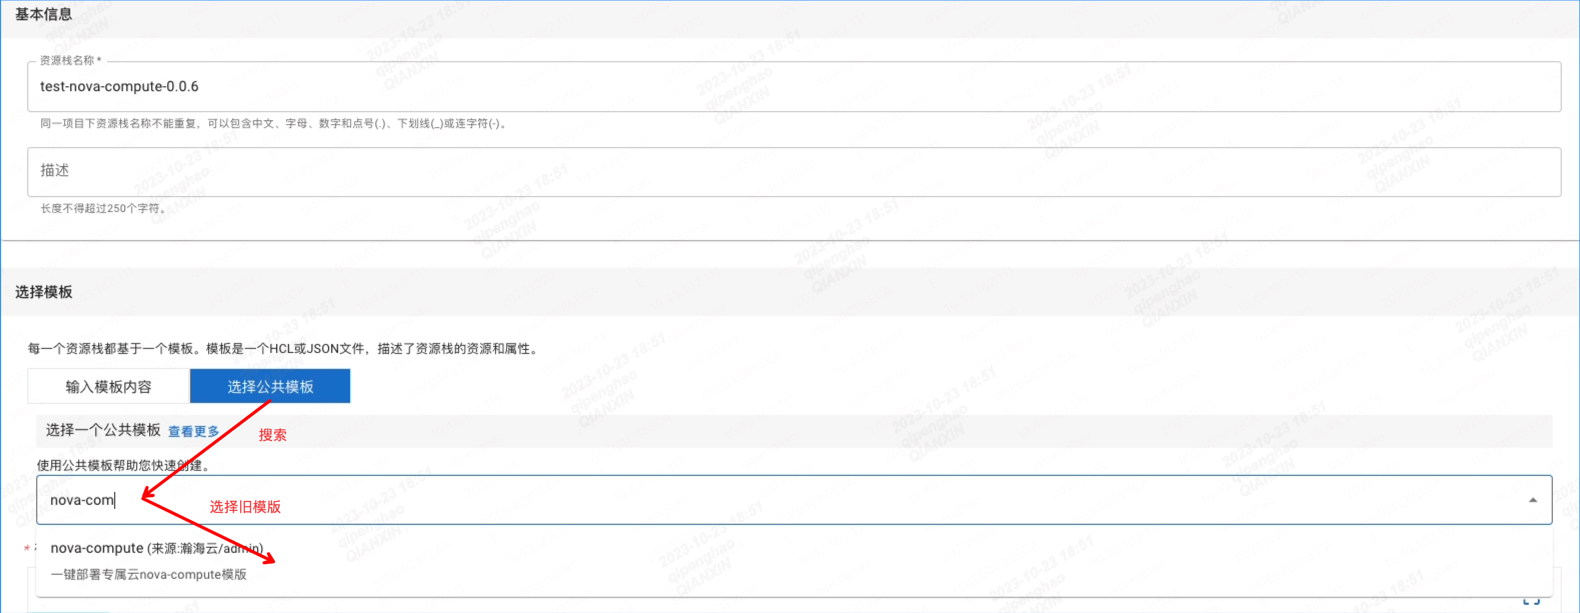 基本信息
资源栈名称 *
test-nova-compute-0.0.6
同一项目下资源栈名称不能重复，可以包含中文、字母、数字和点号(.)、下划线(_)或连字符(-)。
描述
长度不得超过250个字符。
选择模板
每一个资源栈都基于一个模板。模板是一个HCL或JSON文件，描述了资源栈的资源和属性。
输入模板内容
选择公共模板
选择一个公共模板 查看更多
搜索
使用公共模板帮助您快速创建。
nova-com
选择旧模版
*
nova-compute (来源:瀚海云/admin)
一键部署专属云nova-compute模版
2023-10-23 18:51
qipenghao
QIANXIN